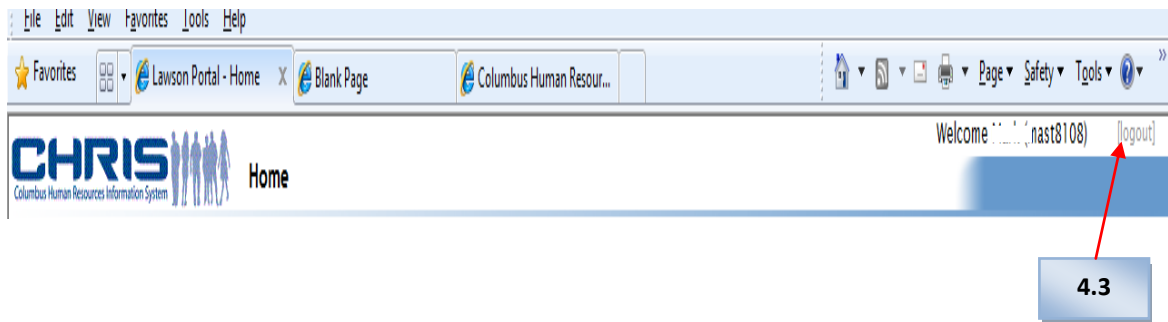 File Edit View Favorites Tools Help
Favorites Lawson Portal - Home X Blank Page Columbus Human Resour... Page Safety Tools »
Welcome (mast8108) [logout]
CHRIS Home
Columbus Human Resources Information System
4.3